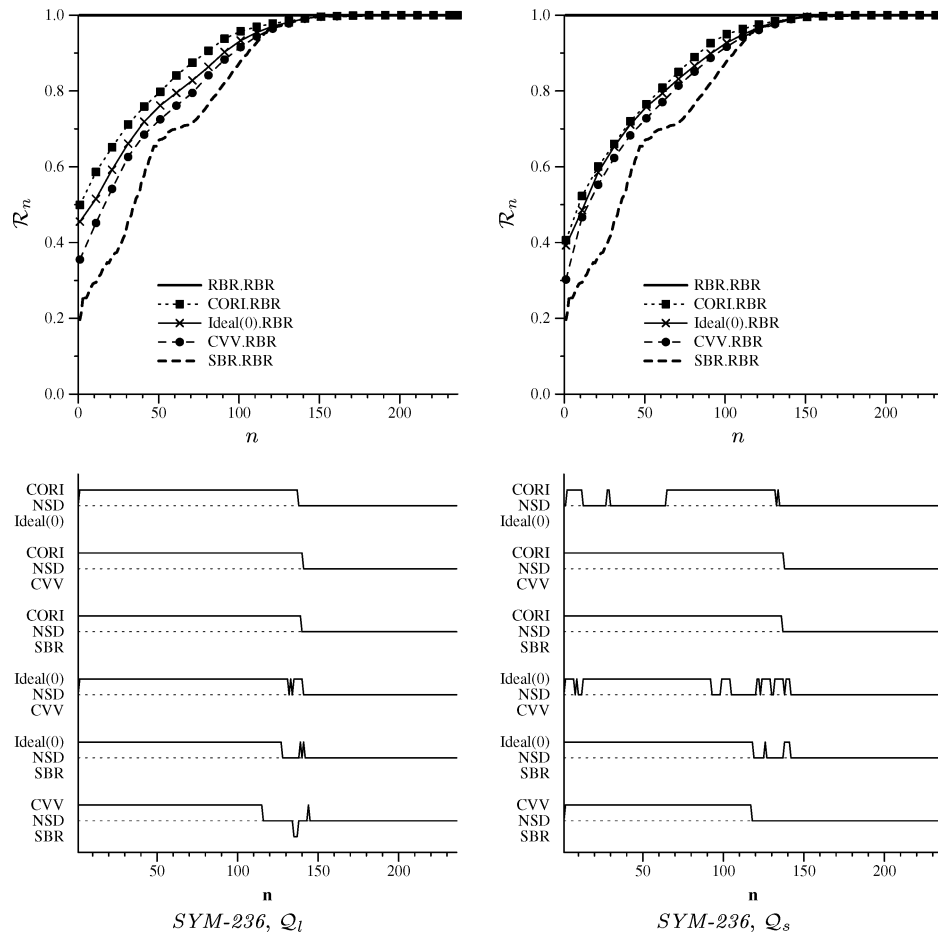 1.0
0.8
0.6
0.4
0.2
0.0
ℛn
0 50 100 150 200
n
RBR.RBR
CORI.RBR
Ideal(0).RBR
CVV.RBR
SBR.RBR
1.0
0.8
0.6
0.4
0.2
0.0
ℛn
0 50 100 150 200
n
RBR.RBR
CORI.RBR
Ideal(0).RBR
CVV.RBR
SBR.RBR
CORI
NSD
Ideal(0)
CORI
NSD
CVV
CORI
NSD
SBR
Ideal(0)
NSD
CVV
Ideal(0)
NSD
SBR
CVV
NSD
SBR
50 100 150 200
n
SYM-236, 𝒬l
CORI
NSD
Ideal(0)
CORI
NSD
CVV
CORI
NSD
SBR
Ideal(0)
NSD
CVV
Ideal(0)
NSD
SBR
CVV
NSD
SBR
50 100 150 200
n
SYM-236, 𝒬s